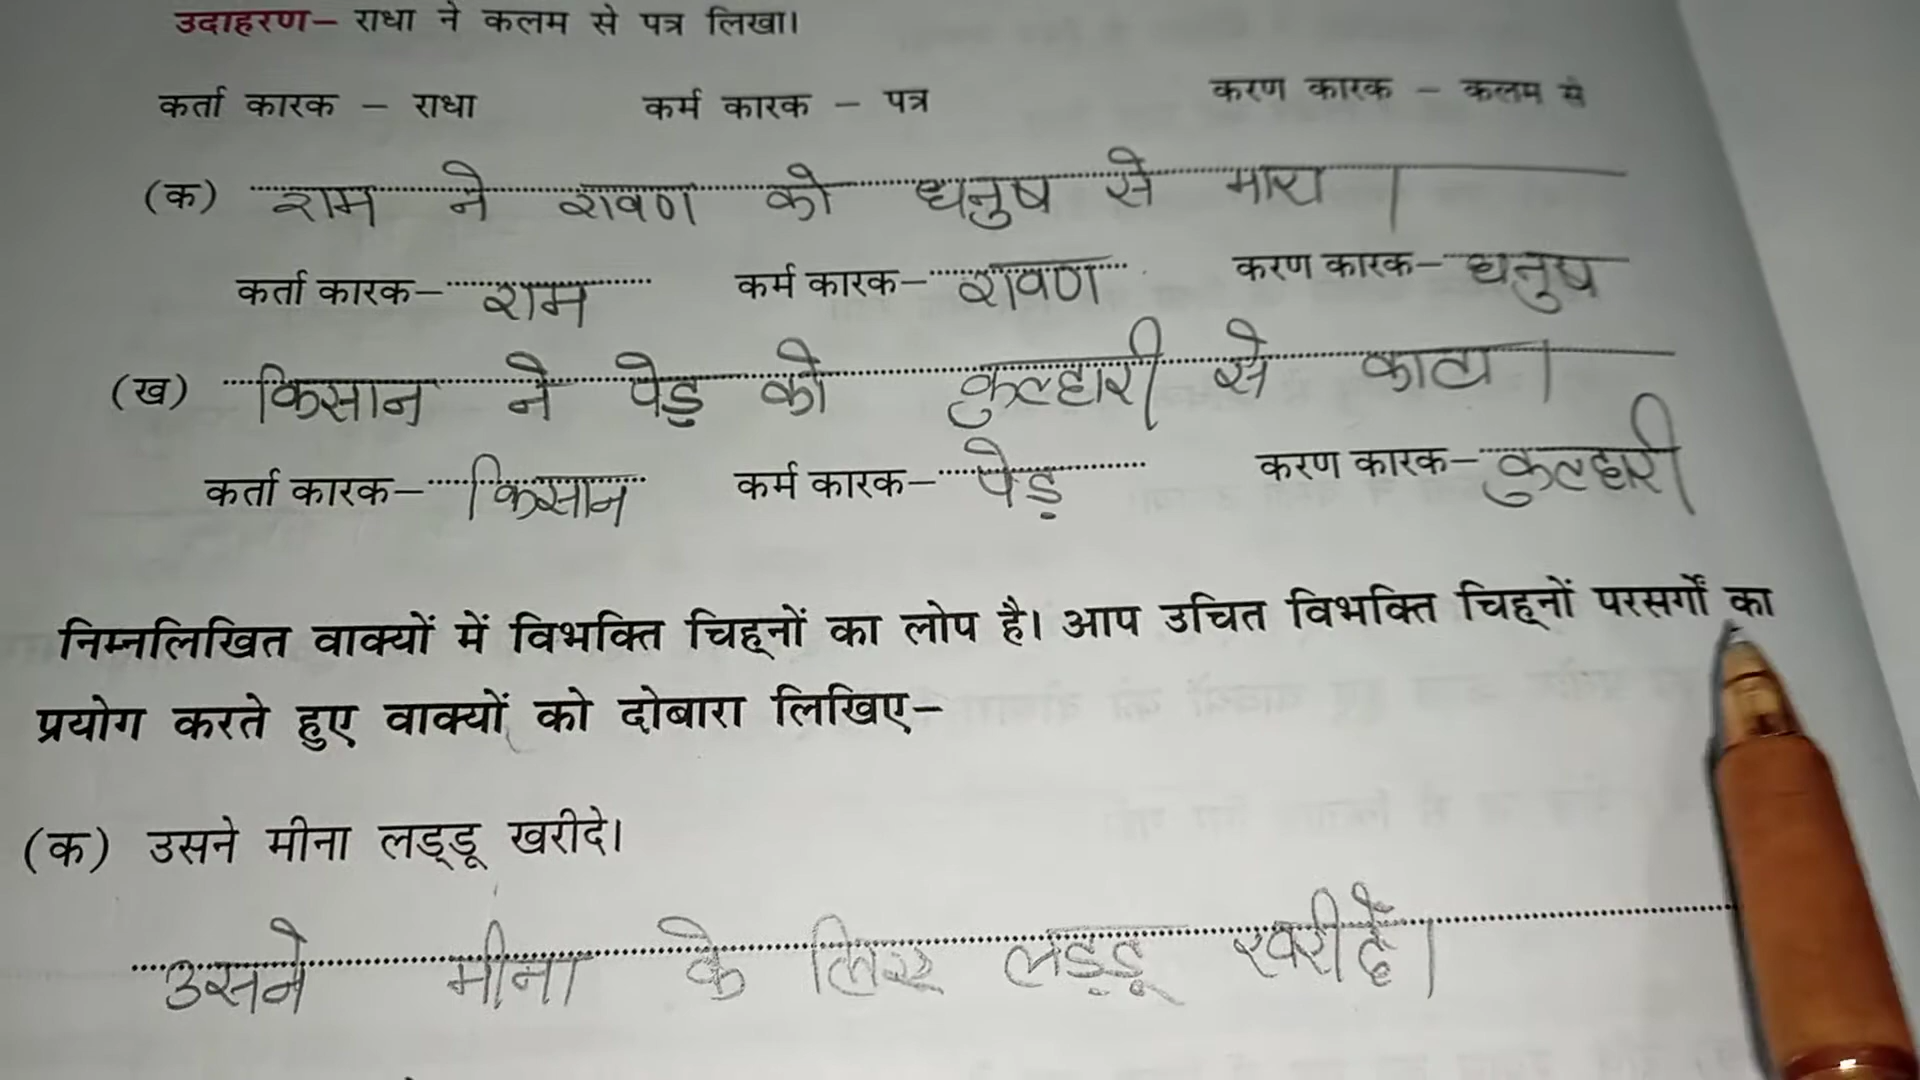 उदाहरण– राधा ने कलम से पत्र लिखा।
कर्ता कारक – राधा कर्म कारक – पत्र करण कारक – कलम से
(क) राम ने रावण को धनुष से मारा ।
कर्ता कारक– राम कर्म कारक– रावण करण कारक– धनुष
(ख) किसान ने पेड़ को कुल्हारी से काटा ।
कर्ता कारक– किसान कर्म कारक– पेड़ करण कारक– कुल्हारी
निम्नलिखित वाक्यों में विभक्ति चिह्नों का लोप है। आप उचित विभक्ति चिह्नों परसर्गों का
प्रयोग करते हुए वाक्यों को दोबारा लिखिए–
(क) उसने मीना लड्डू खरीदे।
उसने मीना के लिए लड्डू खरीदें ।